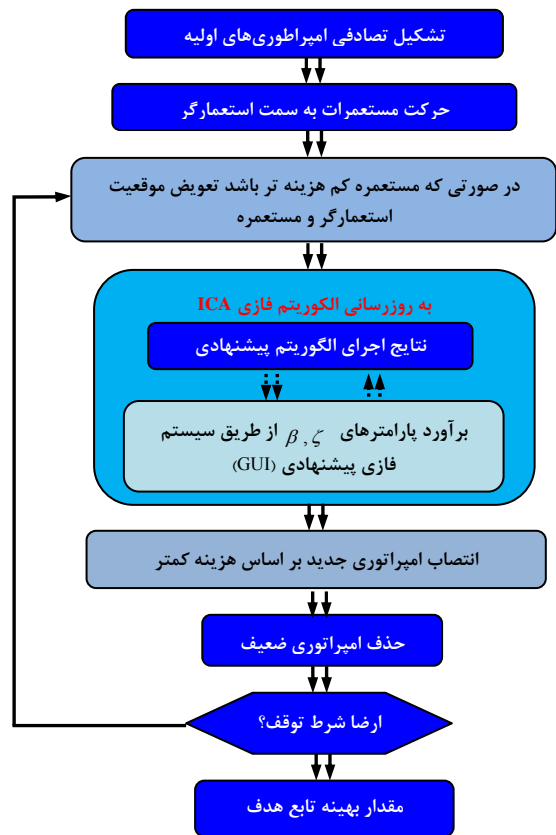 تشکیل تصادفی امپراطوری‌های اولیه
حرکت مستعمرات به سمت استعمارگر
در صورتی که مستعمره کم هزینه تر باشد تعویض موقعیت
استعمارگر و مستعمره
به روزرسانی الکوریتم فازی ICA
نتایج اجرای الگوریتم پیشنهادی
برآورد پارامترهای β , ζ از طریق سیستم
فازی پیشنهادی (GUI)
انتصاب امپراتوری جدید بر اساس هزینه کمتر
حذف امپراتوری ضعیف
ارضا شرط توقف؟
مقدار بهینه تابع هدف